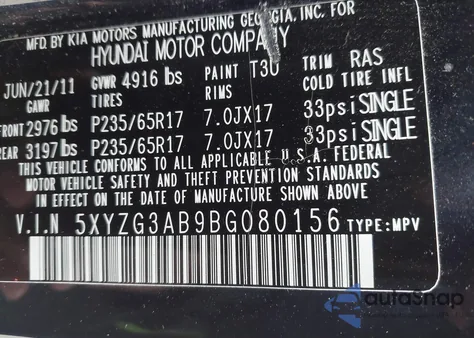 MFD BY KIA MOTORS MANUFACTURING GEORGIA, INC. FOR
HYUNDAI MOTOR COMPANY
JUN/21/11 GVWR 4916 lbs PAINT T3U TRIM RAS
GAWR TIRES RIMS COLD TIRE INFL
FRONT 2976 lbs P235/65R17 7.0JX17 33psi SINGLE
REAR 3197 lbs P235/65R17 7.0JX17 33psi SINGLE
THIS VEHICLE CONFORMS TO ALL APPLICABLE U.S.A. FEDERAL
MOTOR VEHICLE SAFETY AND THEFT PREVENTION STANDARDS
IN EFFECT ON THE DATE OF MANUFACTURE SHOWN ABOVE
V.I.N 5XYZG3AB9BG080156 TYPE: MPV
autoSnap